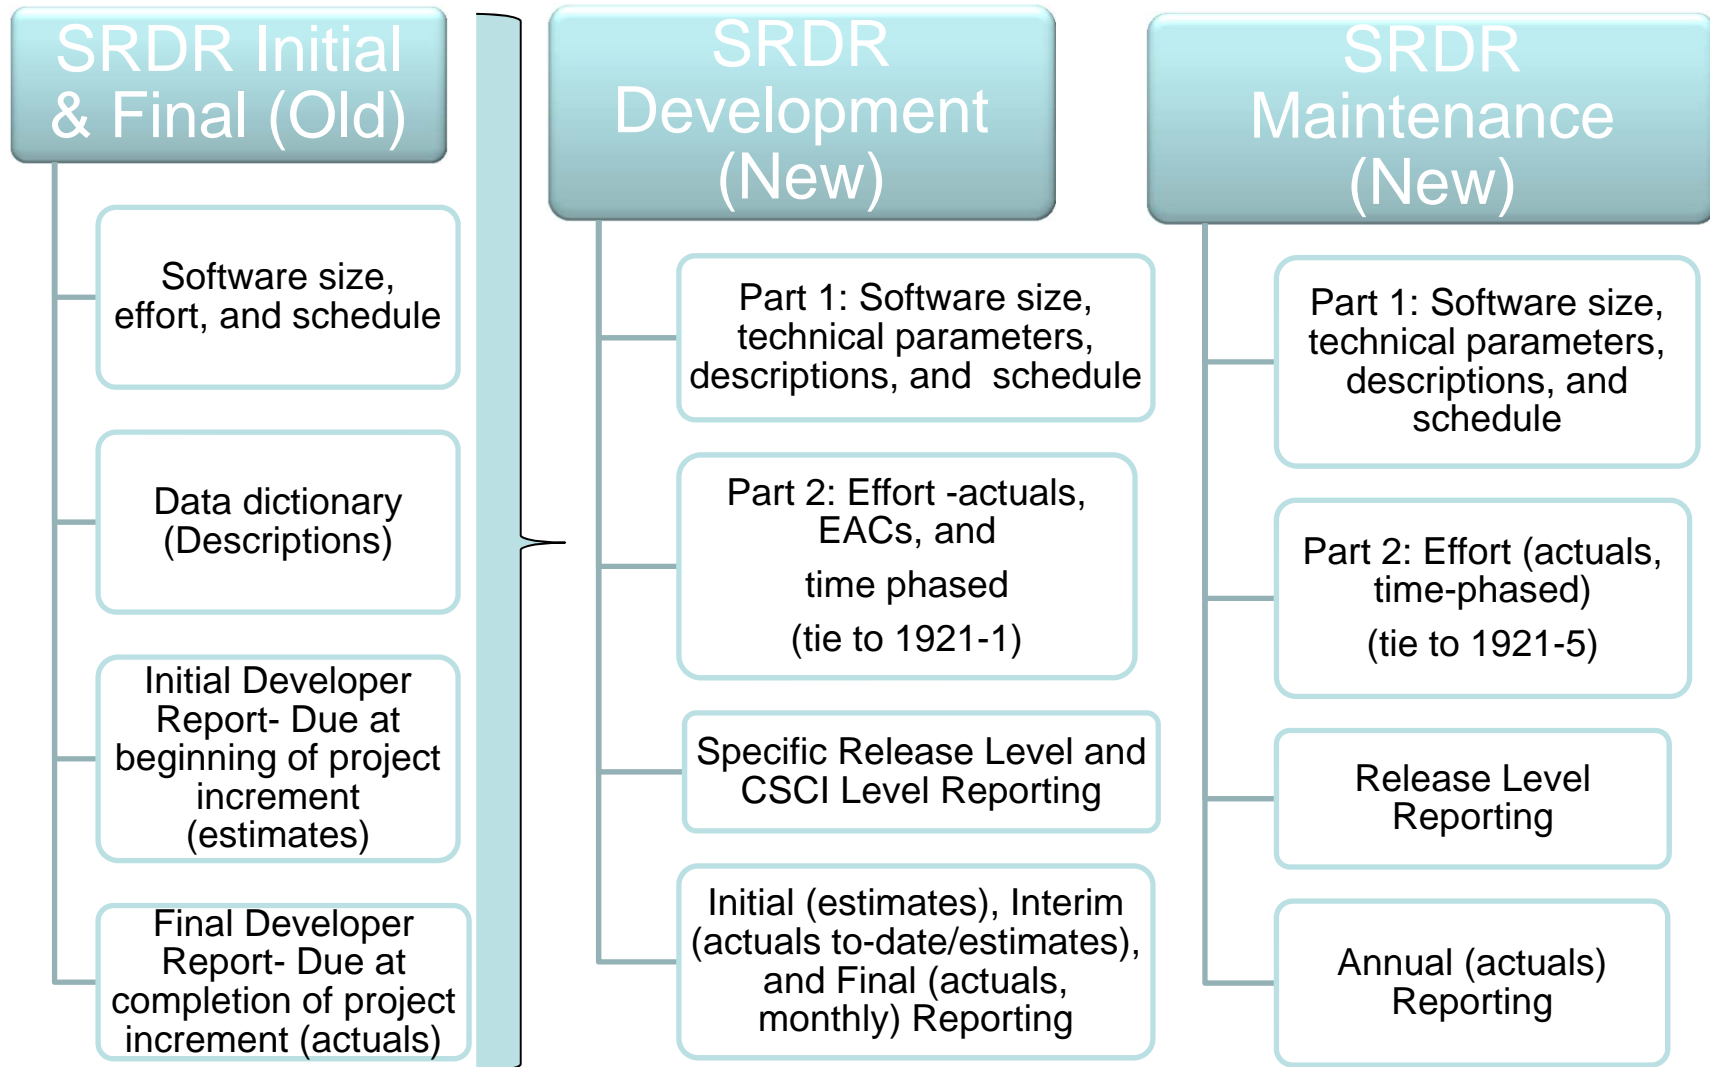 SRDR Initial
& Final (Old)
Software size,
effort, and schedule
Data dictionary
(Descriptions)
Initial Developer
Report- Due at
beginning of project
increment
(estimates)
Final Developer
Report- Due at
completion of project
increment (actuals)
SRDR
Development
(New)
Part 1: Software size,
technical parameters,
descriptions, and schedule
Part 2: Effort -actuals,
EACs, and
time phased
(tie to 1921-1)
Specific Release Level and
CSCI Level Reporting
Initial (estimates), Interim
(actuals to-date/estimates),
and Final (actuals,
monthly) Reporting
SRDR
Maintenance
(New)
Part 1: Software size,
technical parameters,
descriptions, and
schedule
Part 2: Effort (actuals,
time-phased)
(tie to 1921-5)
Release Level
Reporting
Annual (actuals)
Reporting